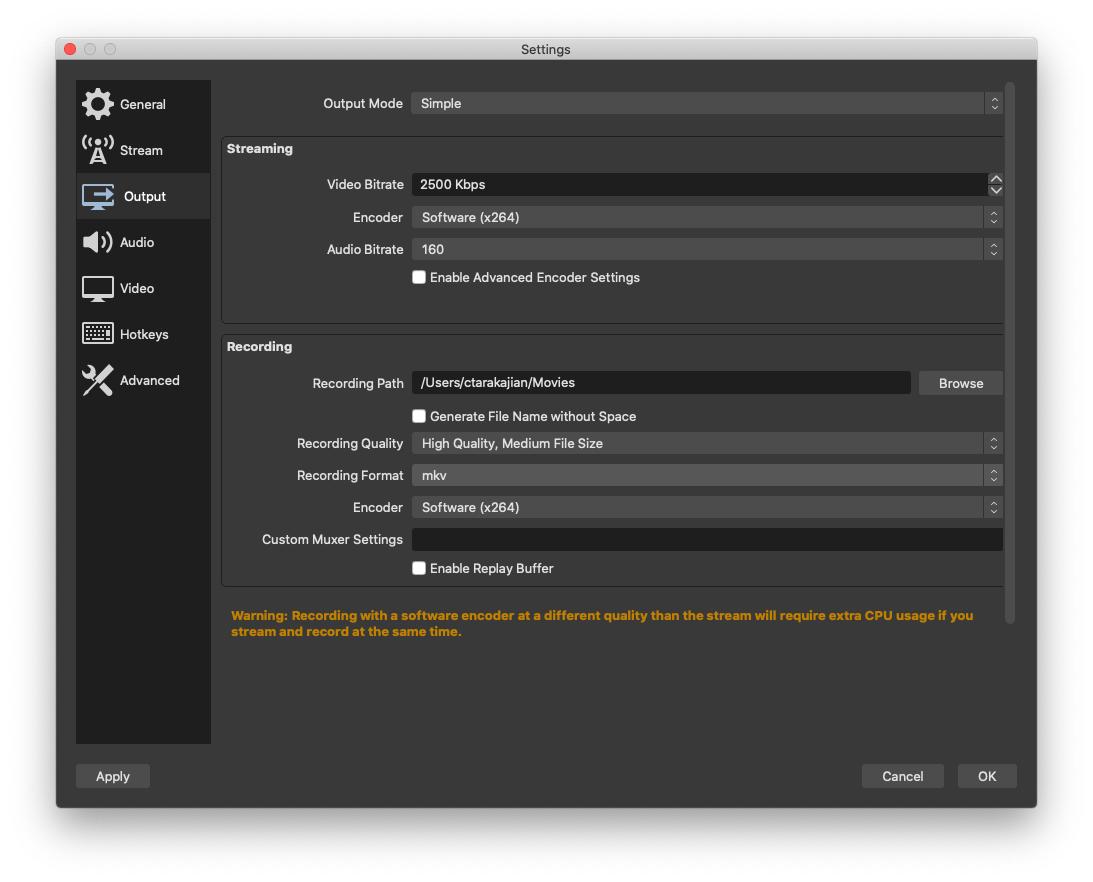 Settings
General
Stream
Output
Audio
Video
Hotkeys
Advanced
Output Mode Simple
Streaming
Video Bitrate 2500 Kbps
Encoder Software (x264)
Audio Bitrate 160
Enable Advanced Encoder Settings
Recording
Recording Path /Users/ctarakajian/Movies Browse
Generate File Name without Space
Recording Quality High Quality, Medium File Size
Recording Format mkv
Encoder Software (x264)
Custom Muxer Settings
Enable Replay Buffer
Warning: Recording with a software encoder at a different quality than the stream will require extra CPU usage if you
stream and record at the same time.
Apply Cancel OK